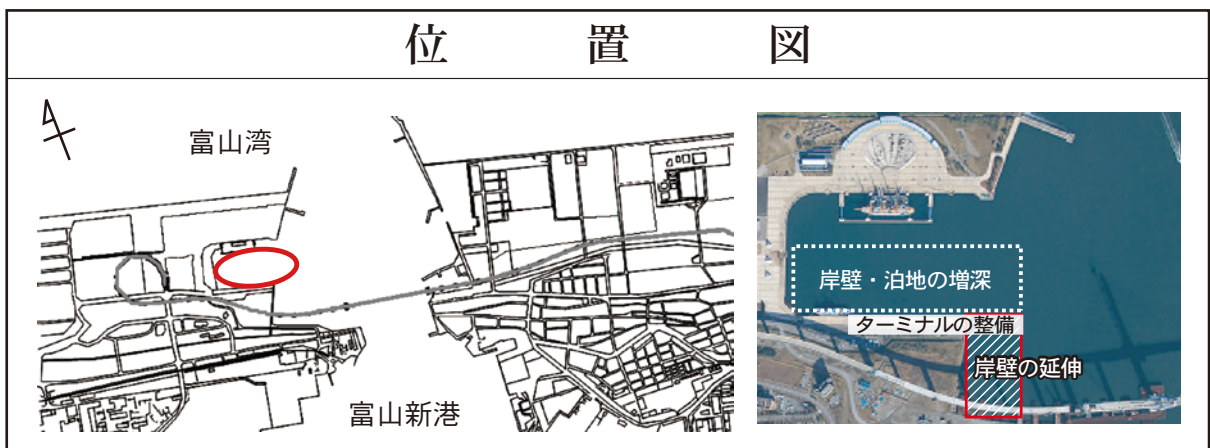 位置図
富山湾
富山新港
岸壁・泊地の増深
ターミナルの整備
岸壁の延伸